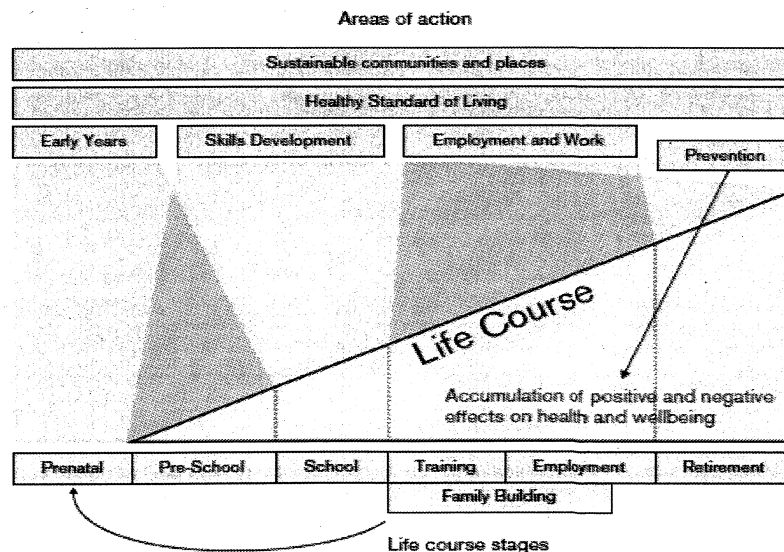 Areas of action
Sustainable communities and places
Healthy Standard of Living
Early Years
Skills Development
Employment and Work
Prevention
Life Course
Accumulation of positive and negative
effects on health and wellbeing
Prenatal
Pre-School
School
Training
Employment
Retirement
Family Building
Life course stages